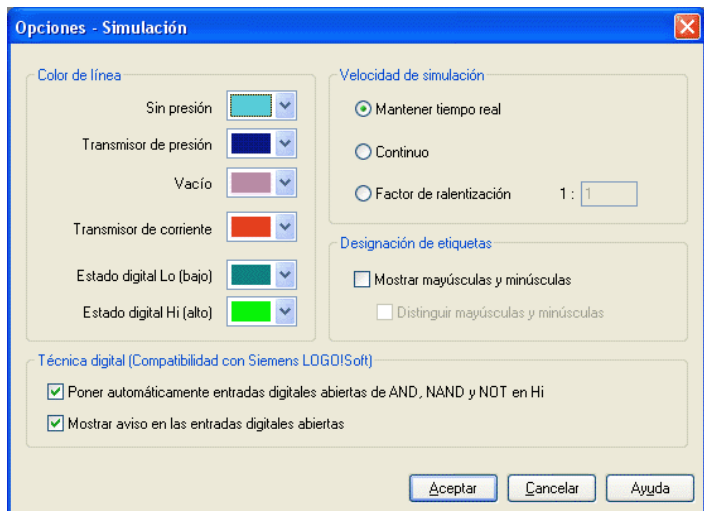 Opciones - Simulación
Color de línea
Sin presión
Transmisor de presión
Vacío
Transmisor de corriente
Estado digital Lo (bajo)
Estado digital Hi (alto)
Velocidad de simulación
Mantener tiempo real
Continuo
Factor de ralentización 1 : 1
Designación de etiquetas
Mostrar mayúsculas y minúsculas
Distinguir mayúsculas y minúsculas
Técnica digital (Compatibilidad con Siemens LOGO!Soft)
Poner automáticamente entradas digitales abiertas de AND, NAND y NOT en Hi
Mostrar aviso en las entradas digitales abiertas
Aceptar Cancelar Ayuda